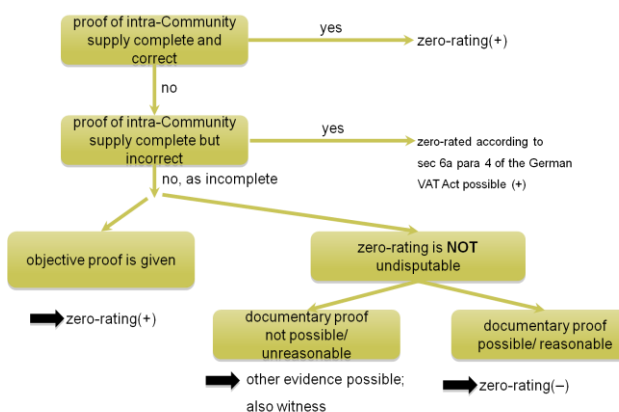 proof of intra-Community
supply complete and
correct
yes
zero-rating(+)
no
proof of intra-Community
supply complete but
incorrect
yes
zero-rated according to
sec 6a para 4 of the German
VAT Act possible (+)
no, as incomplete
objective proof is given
zero-rating is NOT
undisputable
zero-rating(+)
documentary proof
not possible/
unreasonable
documentary proof
possible/ reasonable
other evidence possible;
also witness
zero-rating(–)